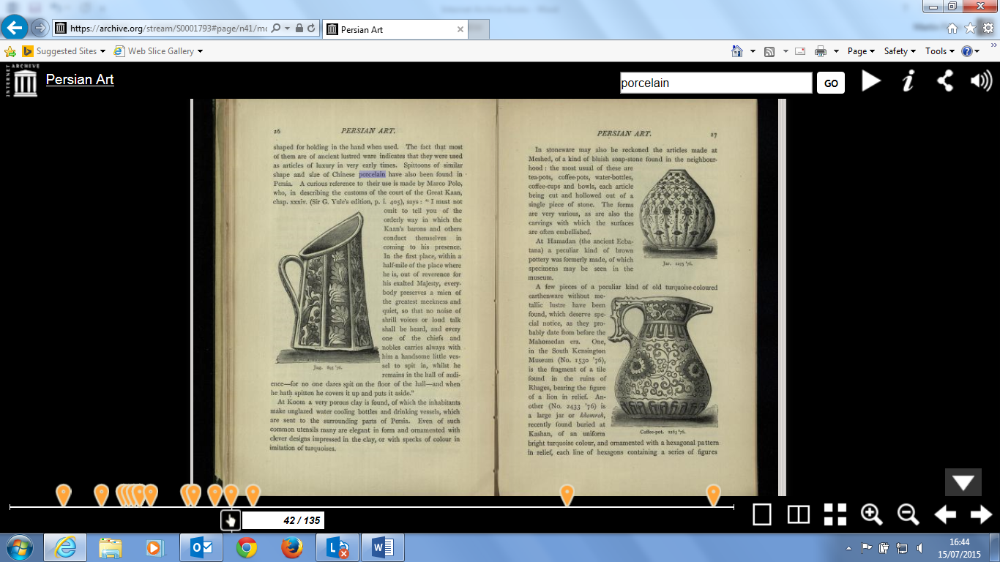 https://archive.org/stream/S0001793#page/n41/mc
Persian Art
Suggested Sites
Web Slice Gallery
Page
Safety
Tools
INTERNET ARCHIVE
Persian Art
porcelain
GO
26 PERSIAN ART.
shaped for holding in the hand when used. The fact that most
of them are of ancient lustred ware indicates that they were used
as articles of luxury in very early times. Spittoons of similar
shape and size of Chinese porcelain have also been found in
Persia. A curious reference to their use is made by Marco Polo,
who, in describing the customs of the court of the Great Kaan,
chap. xxxiv. (Sir G. Yule's edition, p. i. 405), says : " I must not
omit to tell you of the
orderly way in which the
Kaan's barons and others
conduct themselves in
coming to his presence.
In the first place, within a
half-mile of the place where
he is, out of reverence for
his exalted Majesty, every-
body preserves a mien of
the greatest meekness and
quiet, so that no noise of
shrill voices or loud talk
shall be heard, and every
one of the chiefs and
nobles carries always with
him a handsome little ves-
sel to spit in, whilst he
remains in the hall of audi-
Jug. 893 '76.
ence—for no one dares spit on the floor of the hall—and when
he hath spitten he covers it up and puts it aside."
At Koom a very porous clay is found, of which the inhabitants
make unglazed water cooling bottles and drinking vessels, which
are sent to the surrounding parts of Persia. Even of such
common utensils many are elegant in form and ornamented with
clever designs impressed in the clay, or with specks of colour in
imitation of turquoises.
PERSIAN ART. 27
In stoneware may also be reckoned the articles made at
Meshed, of a kind of bluish soap-stone found in the neighbour-
hood : the most usual of these are
tea-pots, coffee-pots, water-bottles,
coffee-cups and bowls, each article
being cut and hollowed out of a
single piece of stone. The forms
are very various, as are also the
carvings with which the surfaces
are often embellished.
At Hamadan (the ancient Ecba-
tana) a peculiar kind of brown
pottery was formerly made, of which
specimens may be seen in the
museum.
Jar. 1273 '76.
A few pieces of a peculiar kind of old turquoise-coloured
earthenware without me-
tallic lustre have been
found, which deserve spe-
cial notice, as they pro-
bably date from before the
Mahomedan era. One,
in the South Kensington
Museum (No. 1530 '76),
is the fragment of a tile
found in the ruins of
Rhages, bearing the figure
of a lion in relief. An-
other (No. 2433 '76) is
a large jar or khomreh,
recently found buried at
Kashan, of an uniform
Coffee-pot. 1263 '76.
bright turquoise colour, and ornamented with a hexagonal pattern
in relief, each line of hexagons containing a series of figures
42 / 135
16:44
15/07/2015